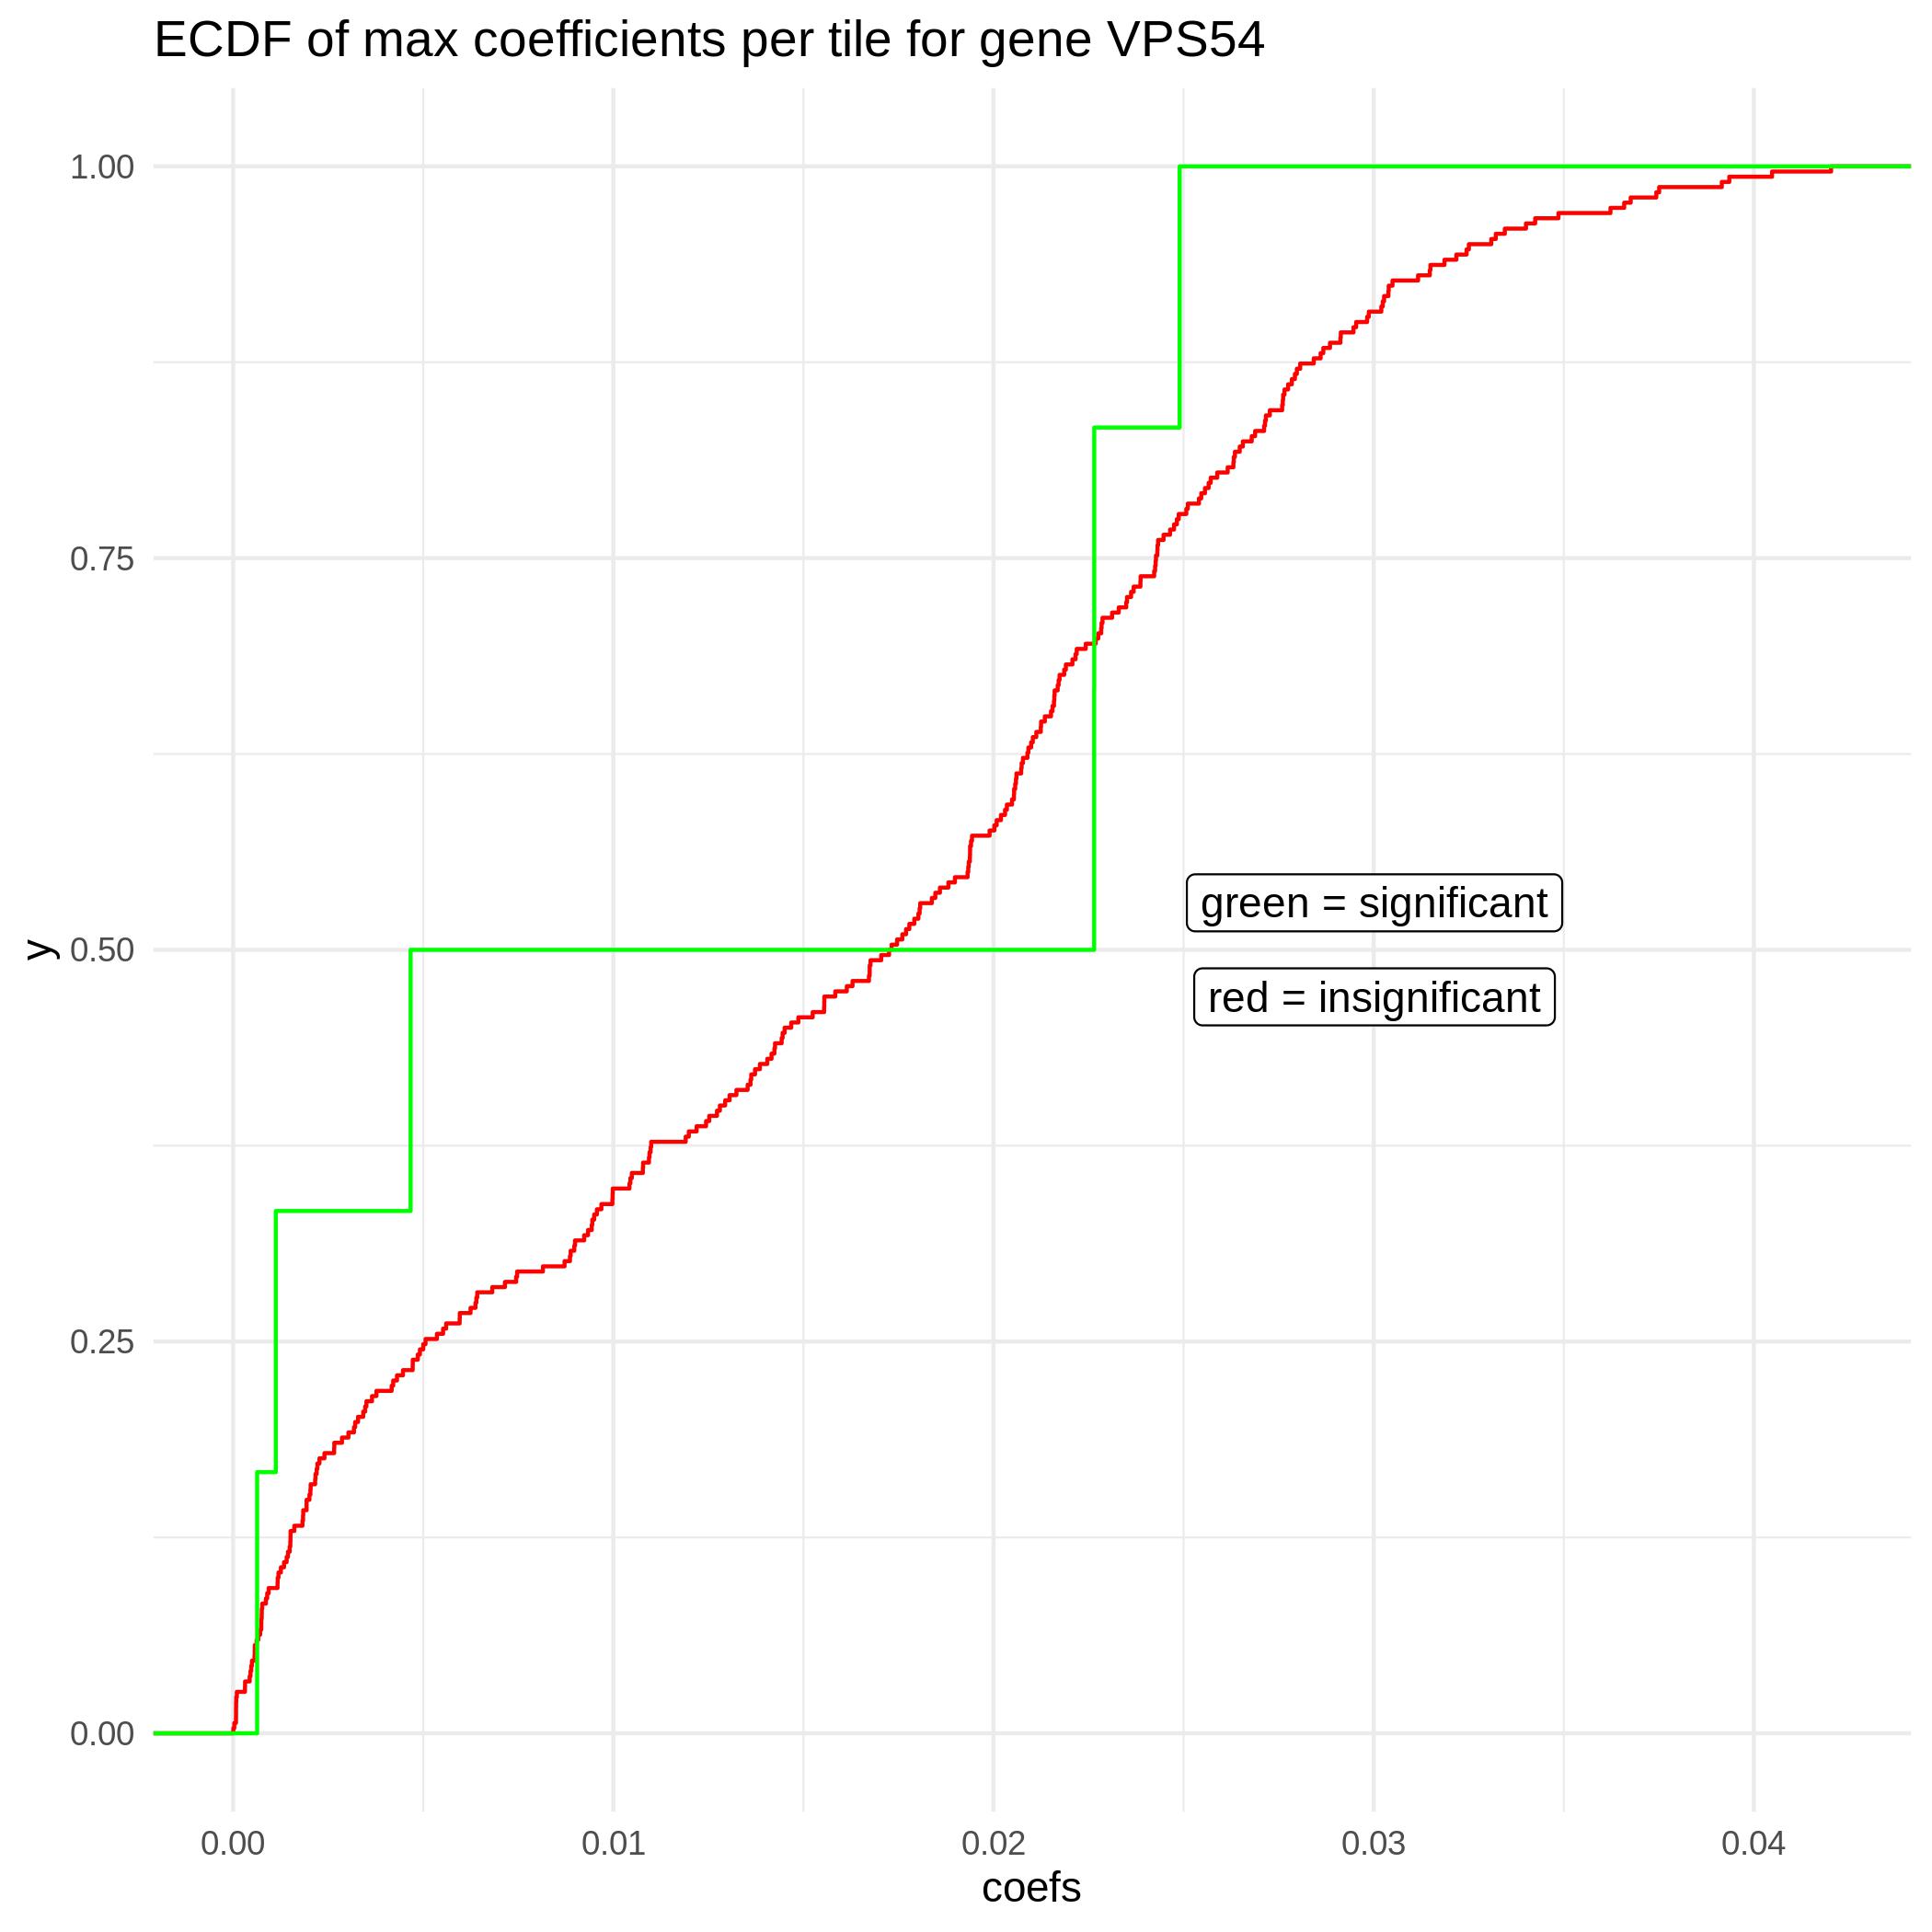 ECDF of max coefficients per tile for gene VPS54
1.00
0.75
0.50
0.25
0.00
y
green = significant
red = insignificant
0.00 0.01 0.02 0.03 0.04
coefs